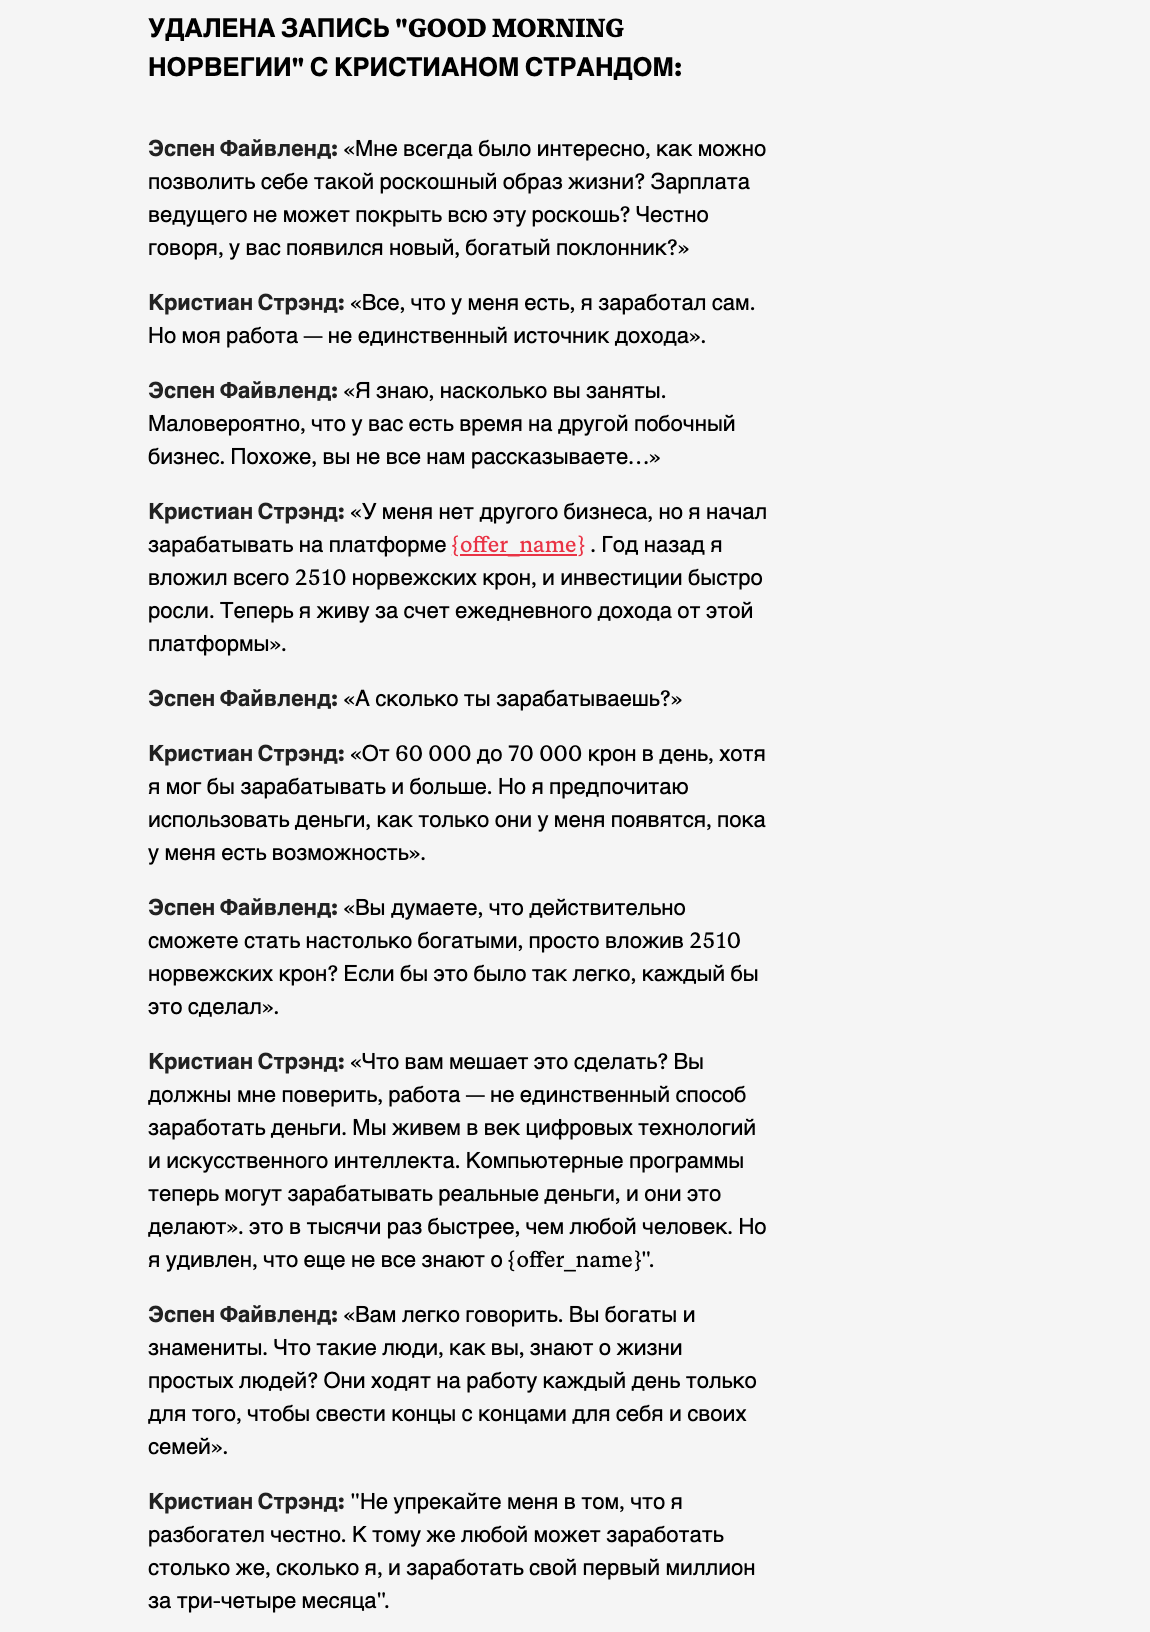 УДАЛЕНА ЗАПИСЬ "GOOD MORNING
НОРВЕГИИ" С КРИСТИАНОМ СТРАНДОМ:
Эспен Файвленд: «Мне всегда было интересно, как можно
позволить себе такой роскошный образ жизни? Зарплата
ведущего не может покрыть всю эту роскошь? Честно
говоря, у вас появился новый, богатый поклонник?»
Кристиан Стрэнд: «Все, что у меня есть, я заработал сам.
Но моя работа — не единственный источник дохода».
Эспен Файвленд: «Я знаю, насколько вы заняты.
Маловероятно, что у вас есть время на другой побочный
бизнес. Похоже, вы не все нам рассказываете…»
Кристиан Стрэнд: «У меня нет другого бизнеса, но я начал
зарабатывать на платформе {offer_name} . Год назад я
вложил всего 2510 норвежских крон, и инвестиции быстро
росли. Теперь я живу за счет ежедневного дохода от этой
платформы».
Эспен Файвленд: «А сколько ты зарабатываешь?»
Кристиан Стрэнд: «От 60 000 до 70 000 крон в день, хотя
я мог бы зарабатывать и больше. Но я предпочитаю
использовать деньги, как только они у меня появятся, пока
у меня есть возможность».
Эспен Файвленд: «Вы думаете, что действительно
сможете стать настолько богатыми, просто вложив 2510
норвежских крон? Если бы это было так легко, каждый бы
это сделал».
Кристиан Стрэнд: «Что вам мешает это сделать? Вы
должны мне поверить, работа — не единственный способ
заработать деньги. Мы живем в век цифровых технологий
и искусственного интеллекта. Компьютерные программы
теперь могут зарабатывать реальные деньги, и они это
делают». это в тысячи раз быстрее, чем любой человек. Но
я удивлен, что еще не все знают о {offer_name}".
Эспен Файвленд: «Вам легко говорить. Вы богаты и
знамениты. Что такие люди, как вы, знают о жизни
простых людей? Они ходят на работу каждый день только
для того, чтобы свести концы с концами для себя и своих
семей».
Кристиан Стрэнд: "Не упрекайте меня в том, что я
разбогател честно. К тому же любой может заработать
столько же, сколько я, и заработать свой первый миллион
за три-четыре месяца".